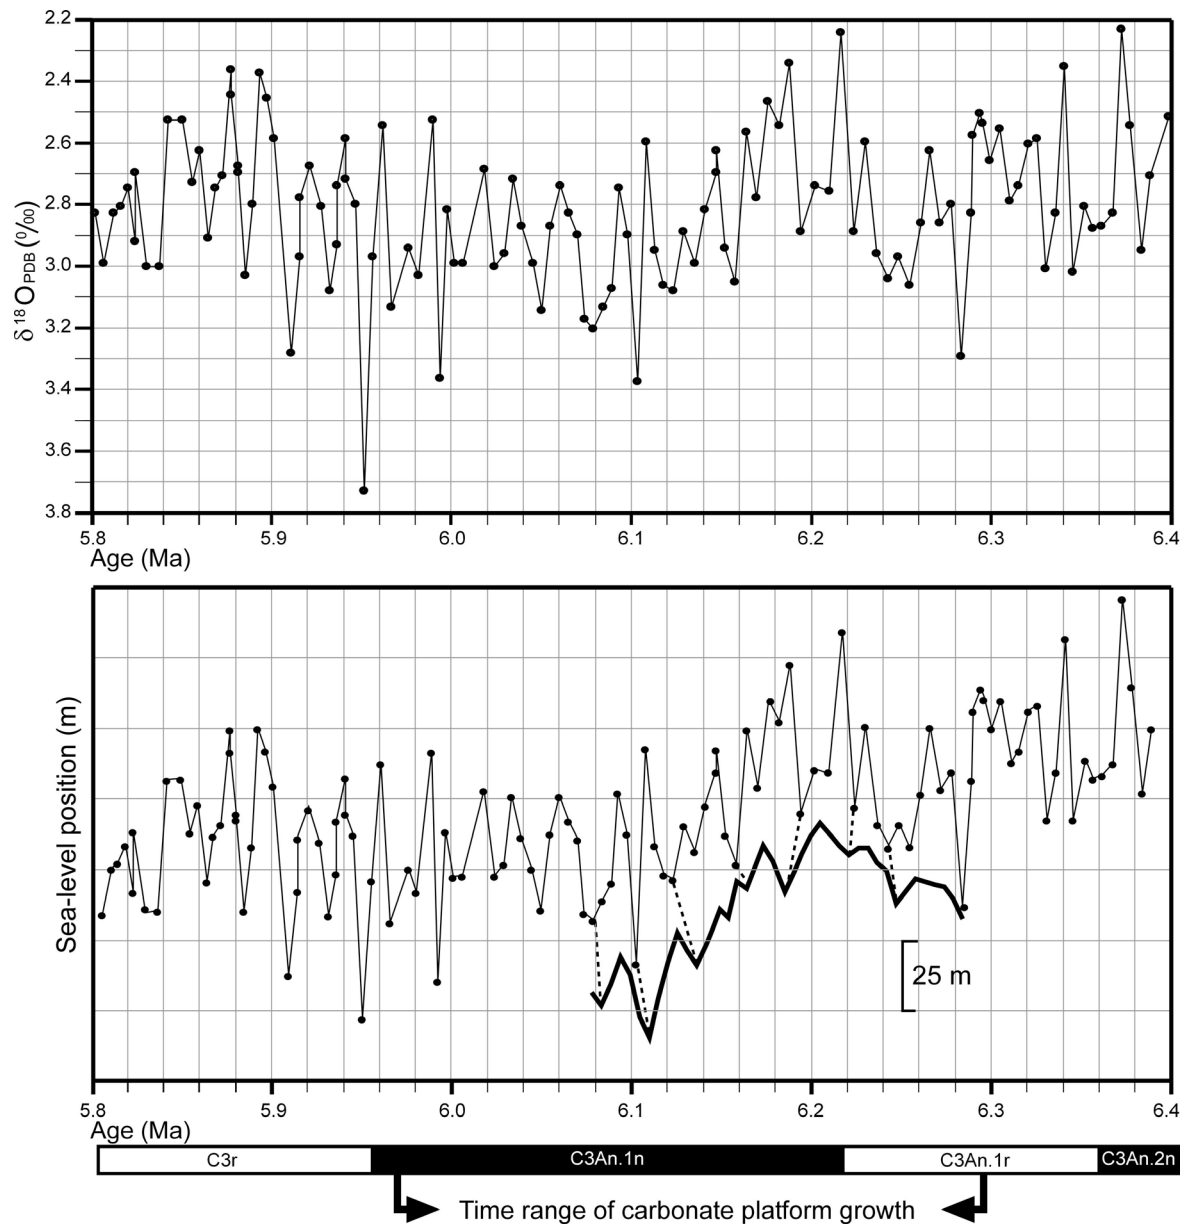 2.2
2.4
2.6
2.8
3.0
3.2
3.4
3.6
3.8
δ¹⁸O PDB (‰)
5.8 5.9 6.0 6.1 6.2 6.3 6.4
Age (Ma)
Sea-level position (m)
25 m
5.8 5.9 6.0 6.1 6.2 6.3 6.4
Age (Ma)
C3r C3An.1n C3An.1r C3An.2n
Time range of carbonate platform growth